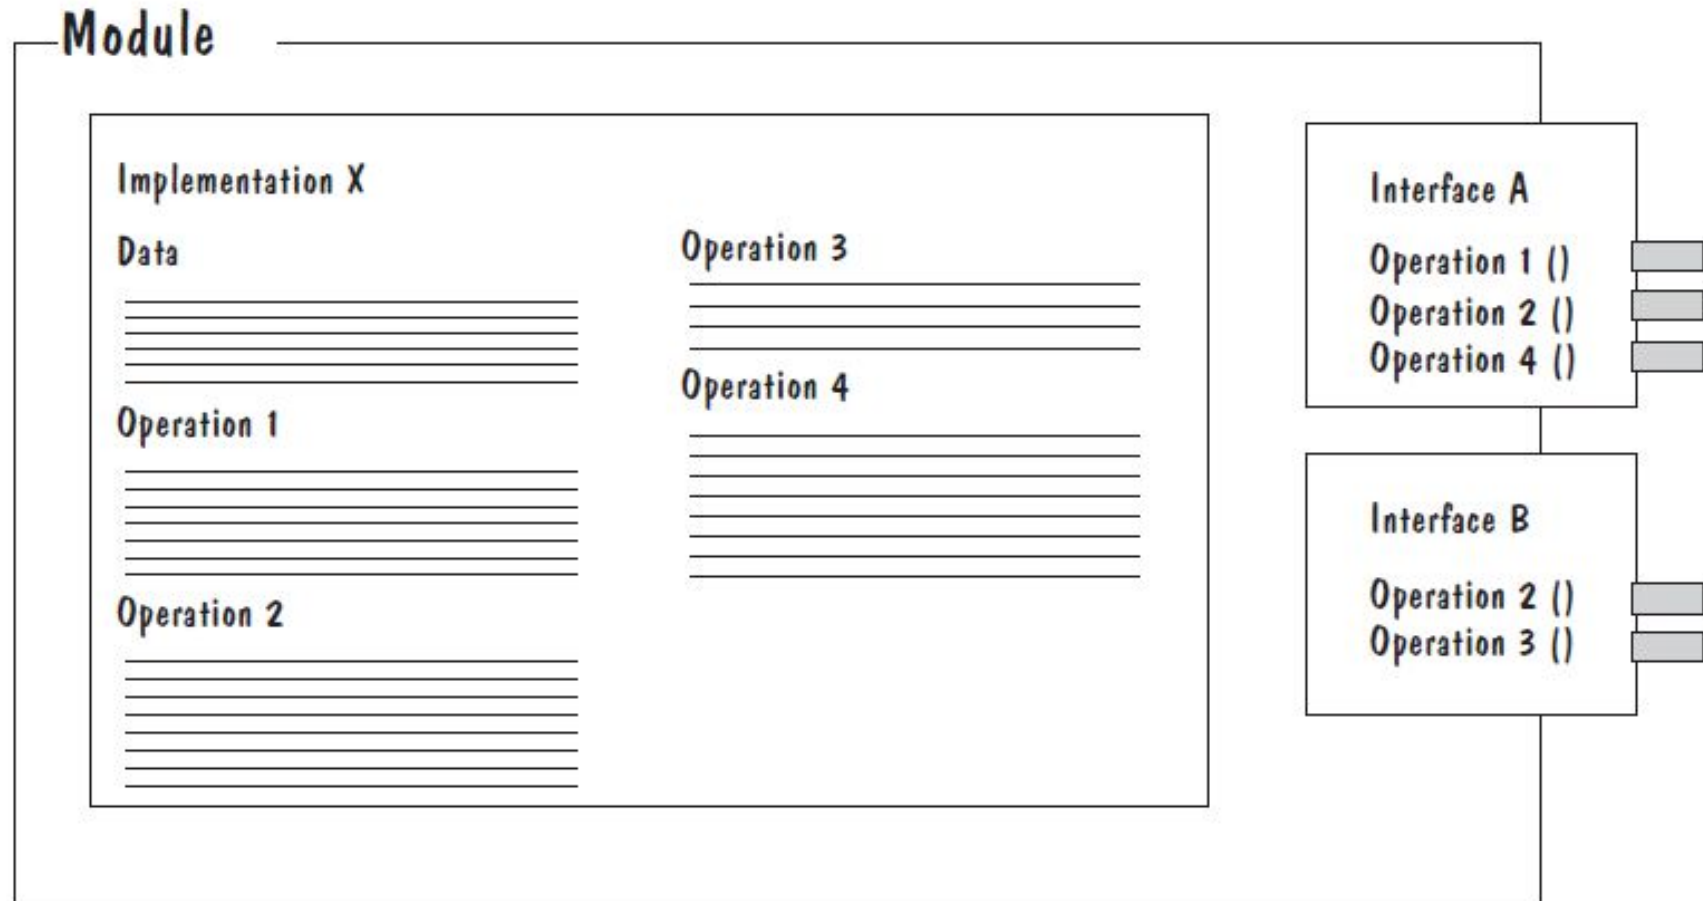 Module
Implementation X
Data
Operation 1
Operation 2
Operation 3
Operation 4
Interface A
Operation 1 ()
Operation 2 ()
Operation 4 ()
Interface B
Operation 2 ()
Operation 3 ()